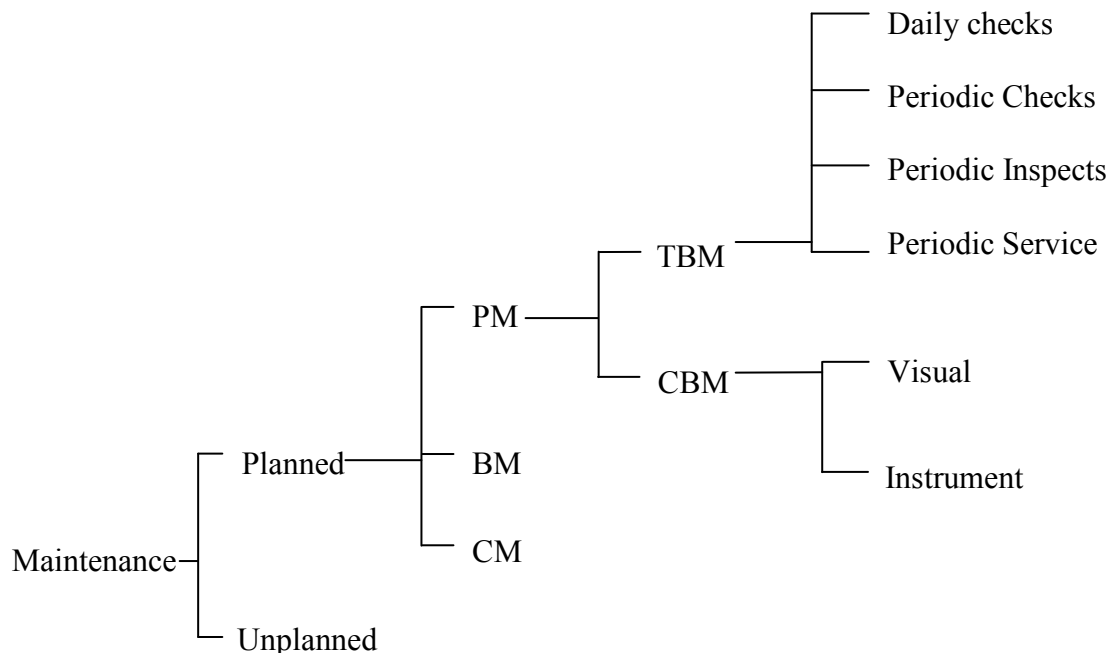 Daily checks
Periodic Checks
Periodic Inspects
Periodic Service
TBM
PM
CBM
Visual
Planned
BM
Instrument
CM
Maintenance
Unplanned